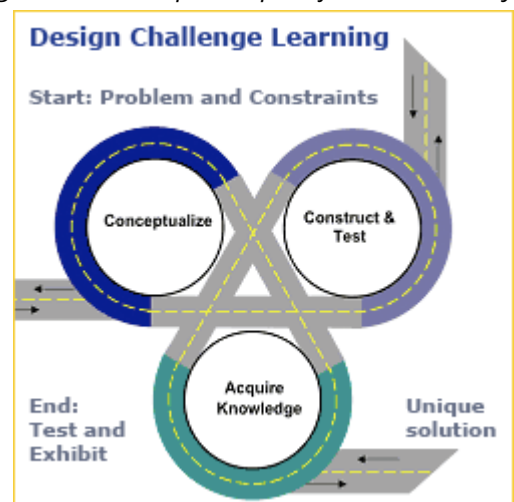 Design Challenge Learning
Start: Problem and Constraints
Conceptualize
Construct &
Test
Acquire
Knowledge
End:
Test and
Exhibit
Unique
solution